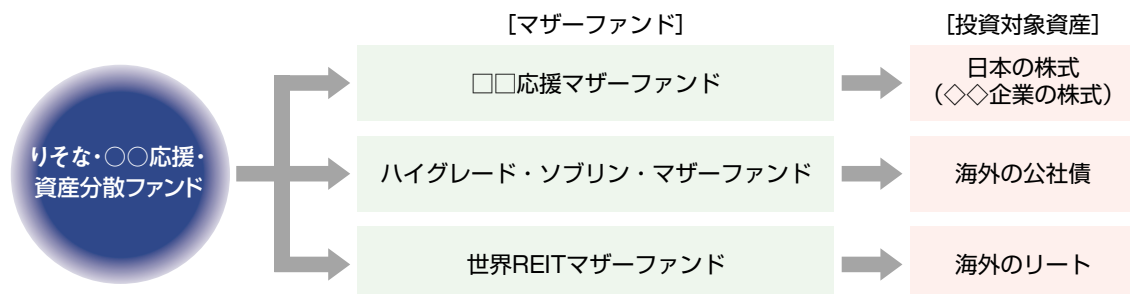 [マザーファンド]
[投資対象資産]
りそな・○○応援・
資産分散ファンド
□□応援マザーファンド
日本の株式
（◇◇企業の株式）
ハイグレード・ソブリン・マザーファンド
海外の公社債
世界REITマザーファンド
海外のリート